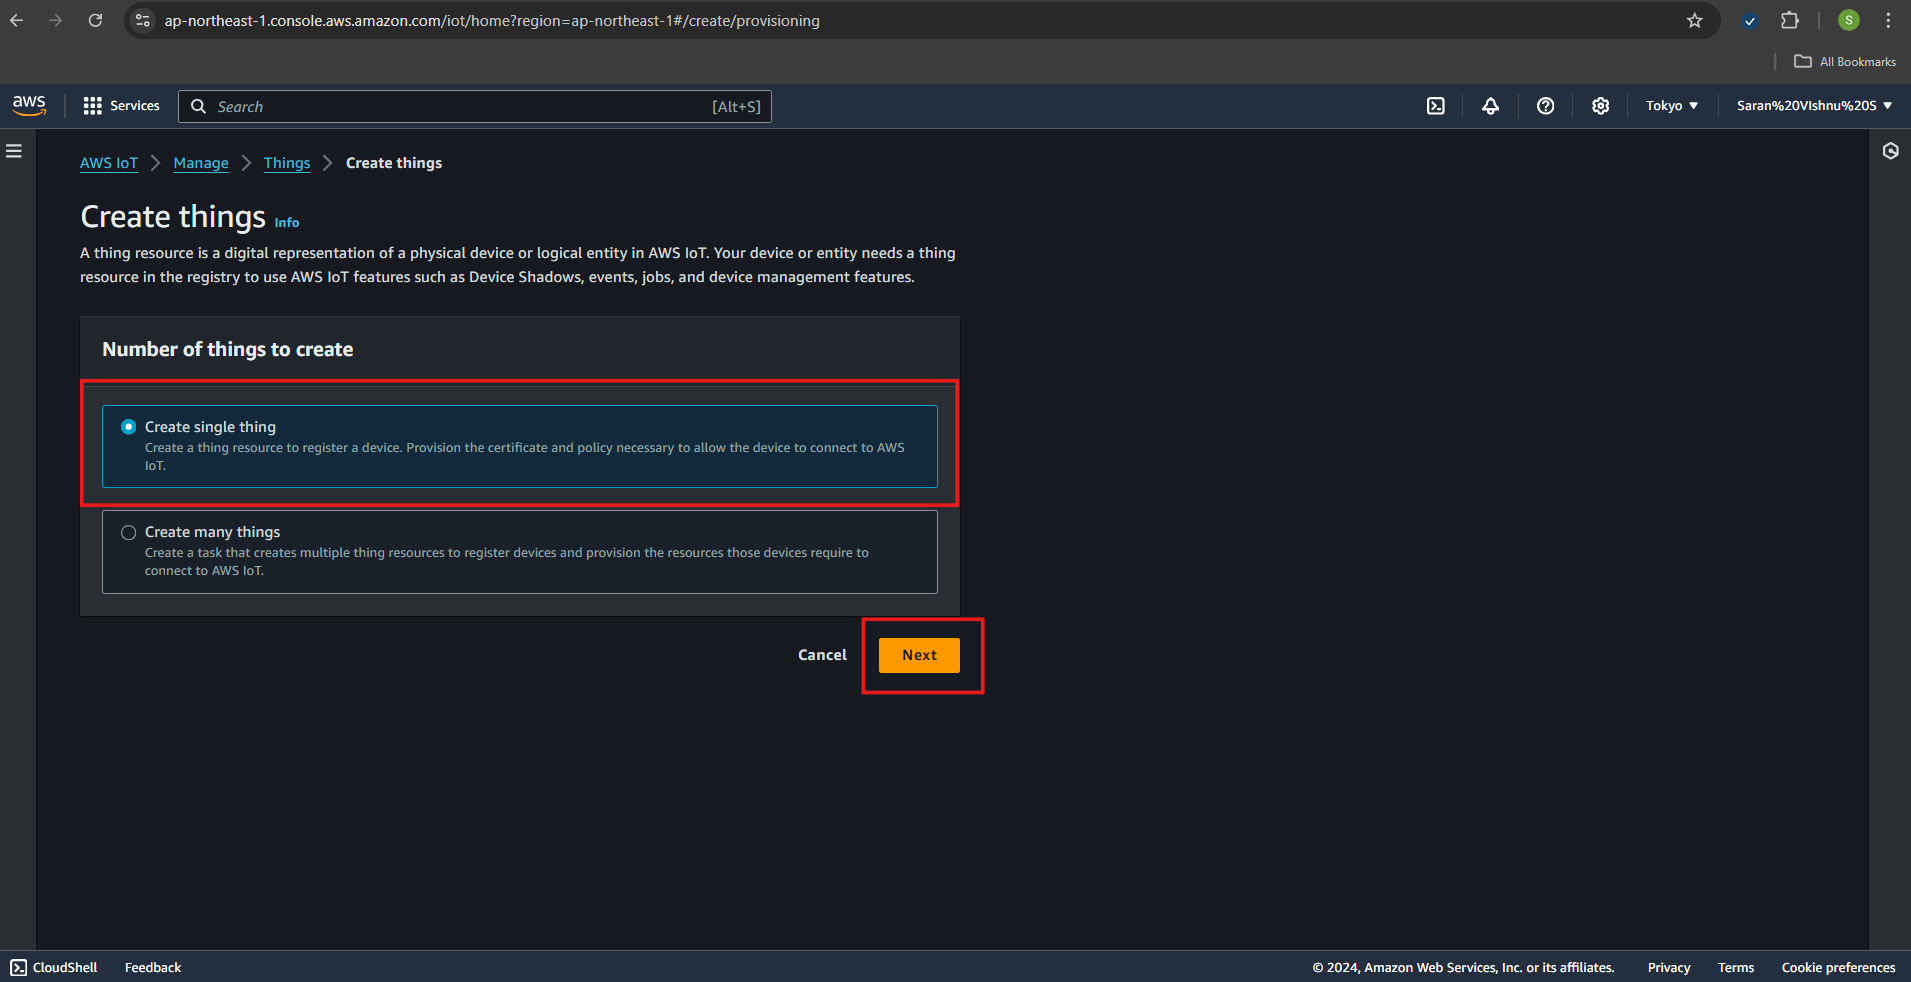 ap-northeast-1.console.aws.amazon.com/iot/home?region=ap-northeast-1#/create/provisioning
S
All Bookmarks
aws
Services
Search
[Alt+S]
Tokyo
Saran%20VIshnu%20S
AWS IoT
Manage
Things
Create things
Create things Info
A thing resource is a digital representation of a physical device or logical entity in AWS IoT. Your device or entity needs a thing
resource in the registry to use AWS IoT features such as Device Shadows, events, jobs, and device management features.
Number of things to create
Create single thing
Create a thing resource to register a device. Provision the certificate and policy necessary to allow the device to connect to AWS
IoT.
Create many things
Create a task that creates multiple thing resources to register devices and provision the resources those devices require to
connect to AWS IoT.
Cancel
Next
CloudShell
Feedback
© 2024, Amazon Web Services, Inc. or its affiliates.
Privacy
Terms
Cookie preferences